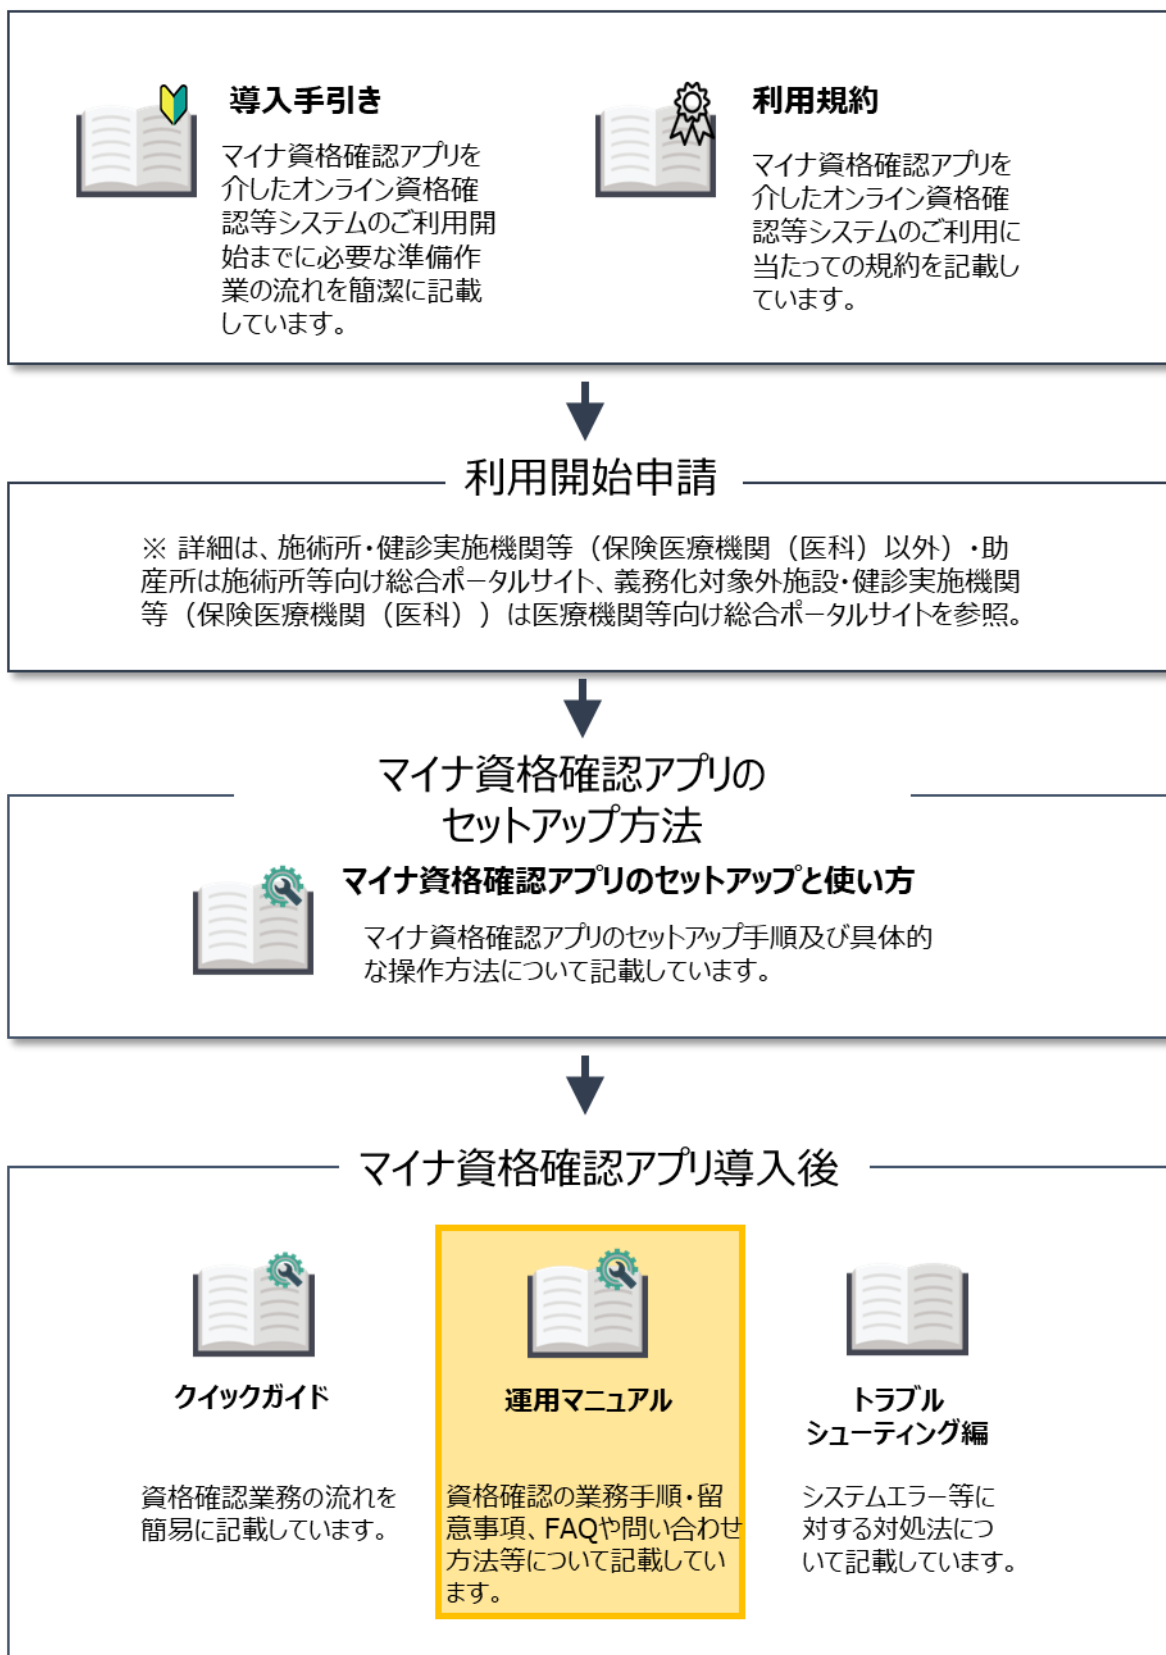 導入手引き
マイナ資格確認アプリを
介したオンライン資格確
認等システムのご利用開
始までに必要な準備作
業の流れを簡潔に記載
しています。
利用規約
マイナ資格確認アプリを
介したオンライン資格確
認等システムのご利用に
当たっての規約を記載し
ています。
利用開始申請
※ 詳細は、施術所・健診実施機関等（保険医療機関（医科）以外）・助
産所は施術所等向け総合ポータルサイト、義務化対象外施設・健診実施機関
等（保険医療機関（医科））は医療機関等向け総合ポータルサイトを参照。
マイナ資格確認アプリの
セットアップ方法
マイナ資格確認アプリのセットアップと使い方
マイナ資格確認アプリのセットアップ手順及び具体的
な操作方法について記載しています。
マイナ資格確認アプリ導入後
クイックガイド
資格確認業務の流れを
簡易に記載しています。
運用マニュアル
資格確認の業務手順・留
意事項、FAQや問い合わせ
方法等について記載してい
ます。
トラブル
シューティング編
システムエラー等に
対する対処法につ
いて記載しています。